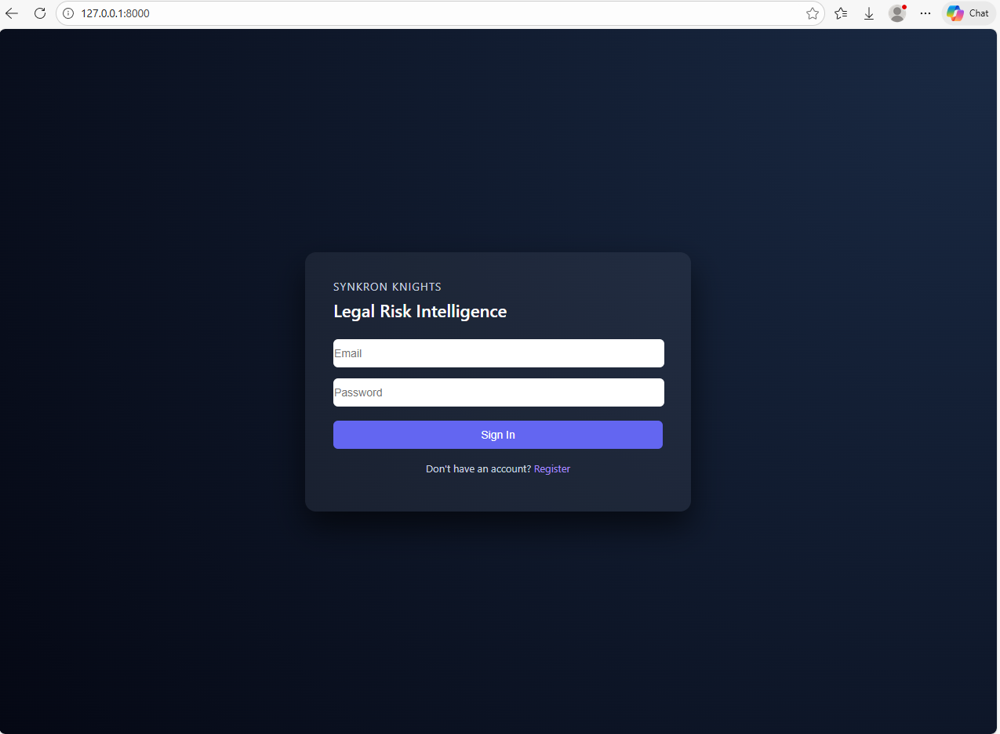 127.0.0.1:8000
Chat
SYNKRON KNIGHTS
Legal Risk Intelligence
Email
Password
Sign In
Don't have an account? Register